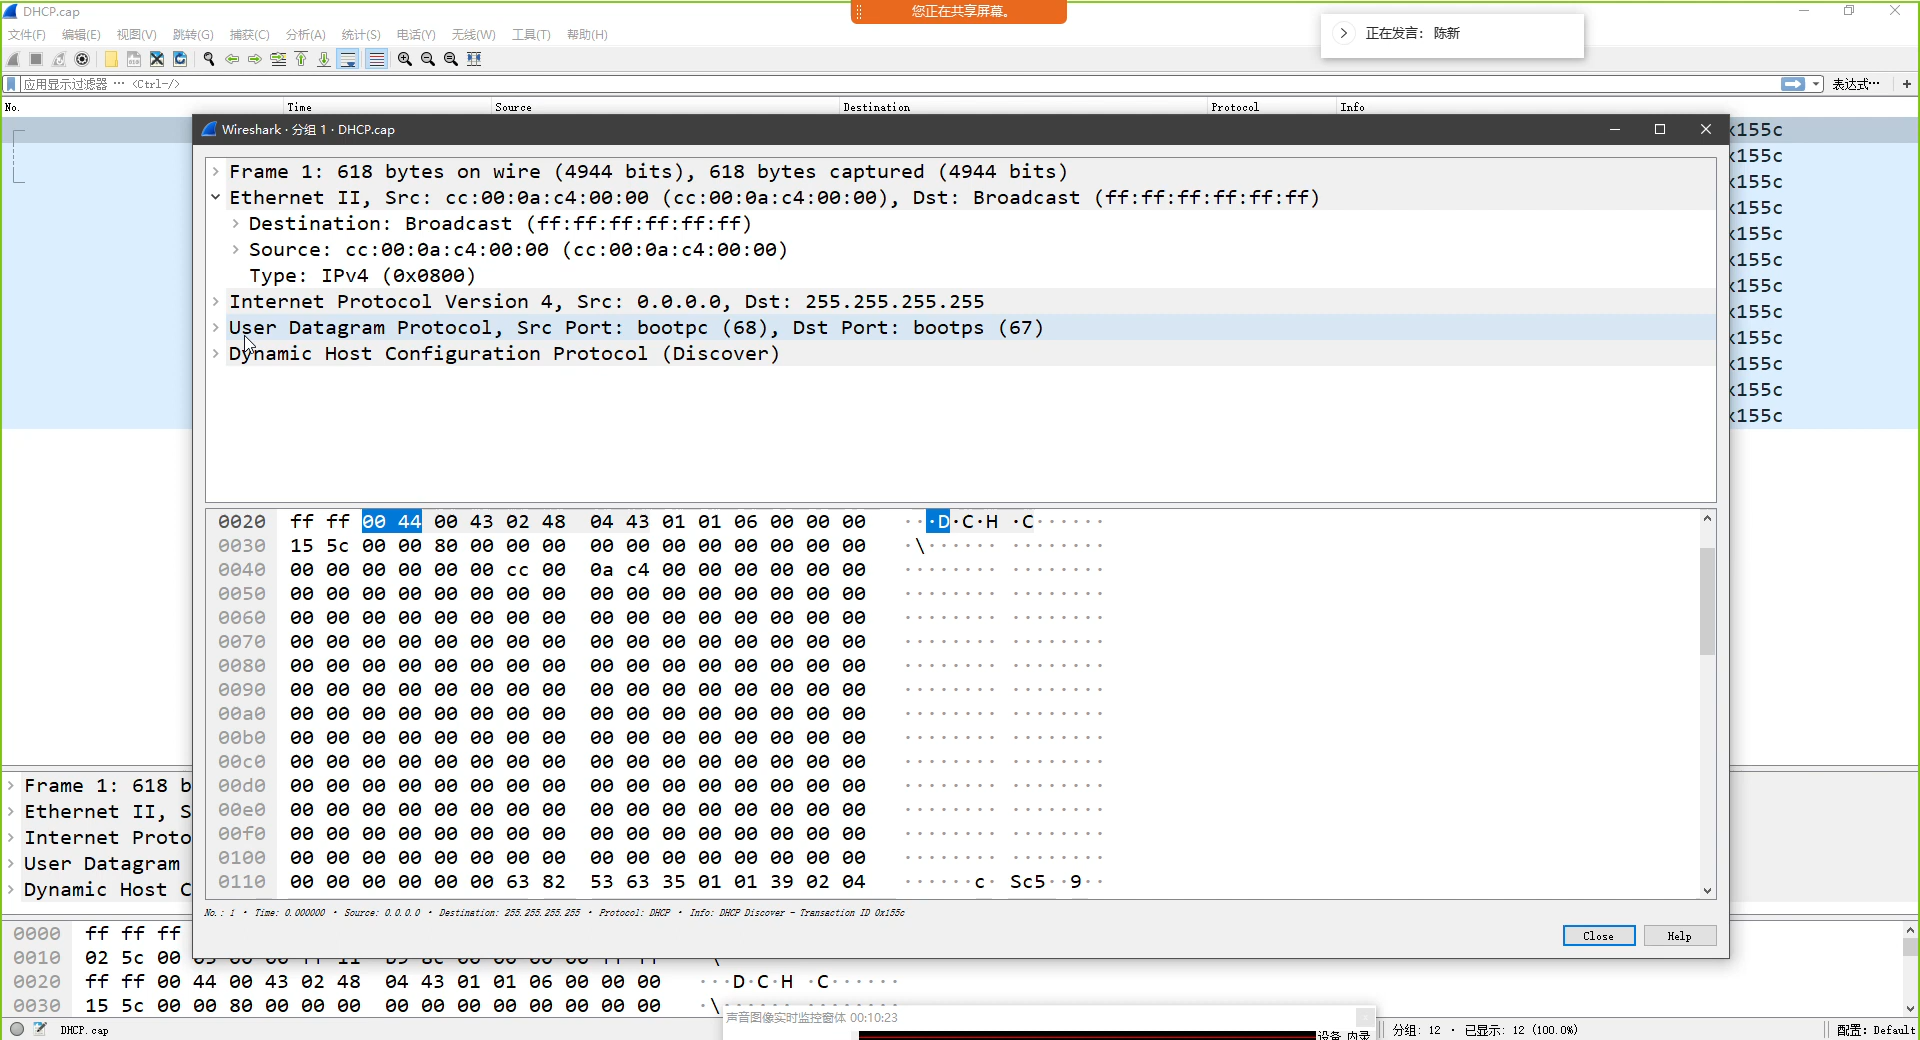 DHCP.cap
您正在共享屏幕。
正在发言: 陈新
文件(F) 编辑(E) 视图(V) 跳转(G) 捕获(C) 分析(A) 统计(S) 电话(Y) 无线(W) 工具(T) 帮助(H)
应用显示过滤器 … <Ctrl-/>
表达式…
+
No. Time Source Destination Protocol Info
Wireshark · 分组 1 · DHCP.cap
x155c
x155c
x155c
x155c
x155c
x155c
x155c
x155c
x155c
x155c
x155c
x155c
Frame 1: 618 bytes on wire (4944 bits), 618 bytes captured (4944 bits)
Ethernet II, Src: cc:00:0a:c4:00:00 (cc:00:0a:c4:00:00), Dst: Broadcast (ff:ff:ff:ff:ff:ff)
Destination: Broadcast (ff:ff:ff:ff:ff:ff)
Source: cc:00:0a:c4:00:00 (cc:00:0a:c4:00:00)
Type: IPv4 (0x0800)
Internet Protocol Version 4, Src: 0.0.0.0, Dst: 255.255.255.255
User Datagram Protocol, Src Port: bootpc (68), Dst Port: bootps (67)
Dynamic Host Configuration Protocol (Discover)
0020 ff ff 00 44 00 43 02 48 04 43 01 01 06 00 00 00 ···D·C·H ·C······
0030 15 5c 00 00 80 00 00 00 00 00 00 00 00 00 00 00 ·\······ ········
0040 00 00 00 00 00 00 cc 00 0a c4 00 00 00 00 00 00 ········ ········
0050 00 00 00 00 00 00 00 00 00 00 00 00 00 00 00 00 ········ ········
0060 00 00 00 00 00 00 00 00 00 00 00 00 00 00 00 00 ········ ········
0070 00 00 00 00 00 00 00 00 00 00 00 00 00 00 00 00 ········ ········
0080 00 00 00 00 00 00 00 00 00 00 00 00 00 00 00 00 ········ ········
0090 00 00 00 00 00 00 00 00 00 00 00 00 00 00 00 00 ········ ········
00a0 00 00 00 00 00 00 00 00 00 00 00 00 00 00 00 00 ········ ········
00b0 00 00 00 00 00 00 00 00 00 00 00 00 00 00 00 00 ········ ········
00c0 00 00 00 00 00 00 00 00 00 00 00 00 00 00 00 00 ········ ········
00d0 00 00 00 00 00 00 00 00 00 00 00 00 00 00 00 00 ········ ········
00e0 00 00 00 00 00 00 00 00 00 00 00 00 00 00 00 00 ········ ········
00f0 00 00 00 00 00 00 00 00 00 00 00 00 00 00 00 00 ········ ········
0100 00 00 00 00 00 00 00 00 00 00 00 00 00 00 00 00 ········ ········
0110 00 00 00 00 00 00 63 82 53 63 35 01 01 39 02 04 ······c· Sc5··9··
No.: 1 · Time: 0.000000 · Source: 0.0.0.0 · Destination: 255.255.255.255 · Protocol: DHCP · Info: DHCP Discover - Transaction ID 0x155c
Close Help
Frame 1: 618 b
Ethernet II, S
Internet Proto
User Datagram
Dynamic Host C
0000 ff ff ff
0010 02 5c 00
0020 ff ff 00 44 00 43 02 48 04 43 01 01 06 00 00 00 ···D·C·H ·C······
0030 15 5c 00 00 80 00 00 00 00 00 00 00 00 00 00 00 ·\······ ········
声音图像实时监控窗体 00:10:23
设备 内录
DHCP.cap
分组: 12 · 已显示: 12 (100.0%)
配置: Default